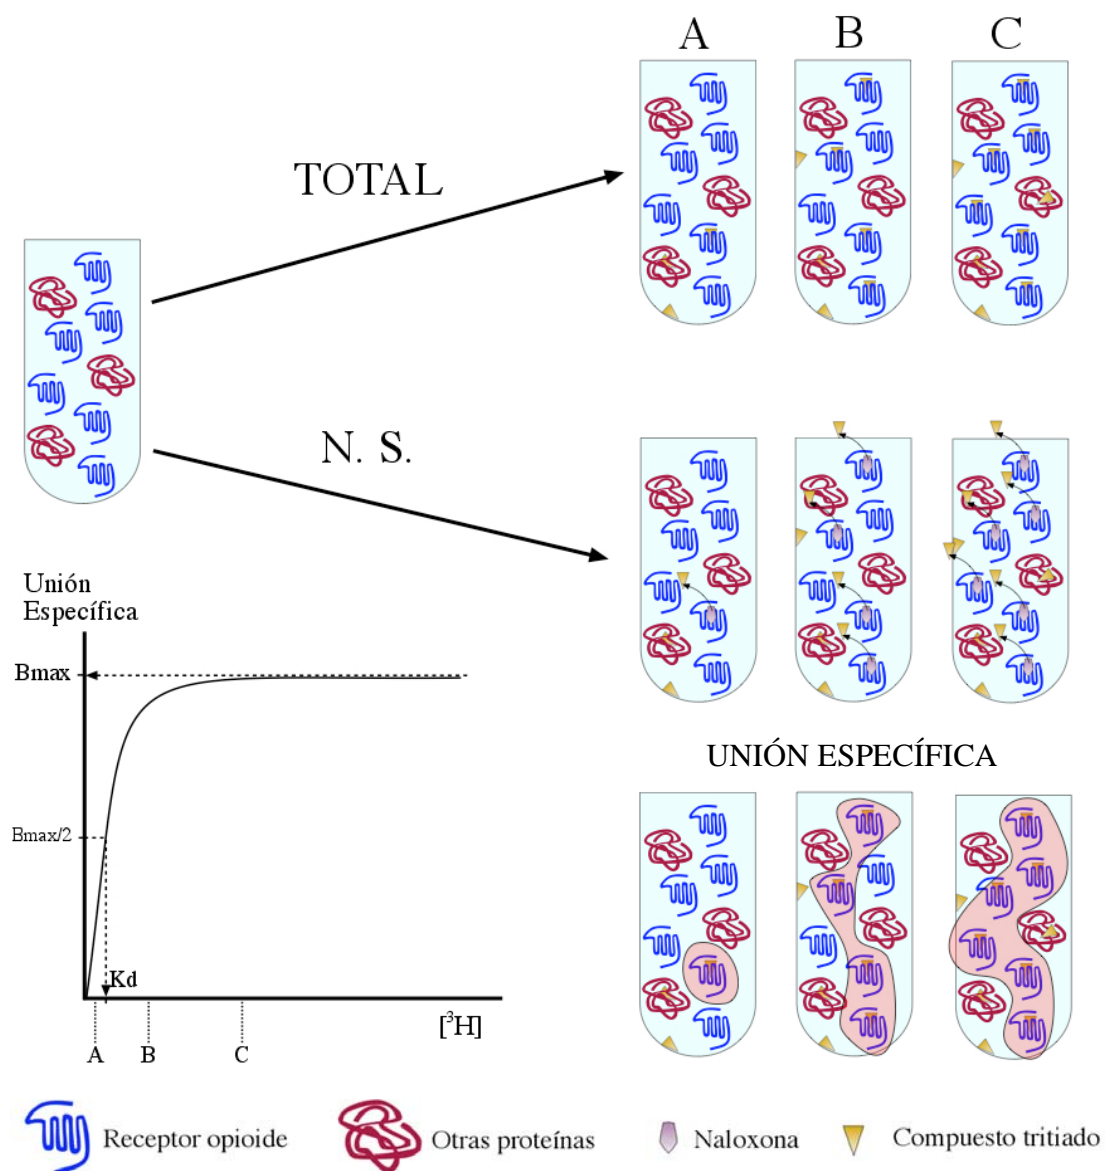 A B C
TOTAL
N. S.
Unión
Específica
Bmax
Bmax/2
Kd
[³H]
A B C
UNIÓN ESPECÍFICA
Receptor opioide
Otras proteínas
Naloxona
Compuesto tritiado